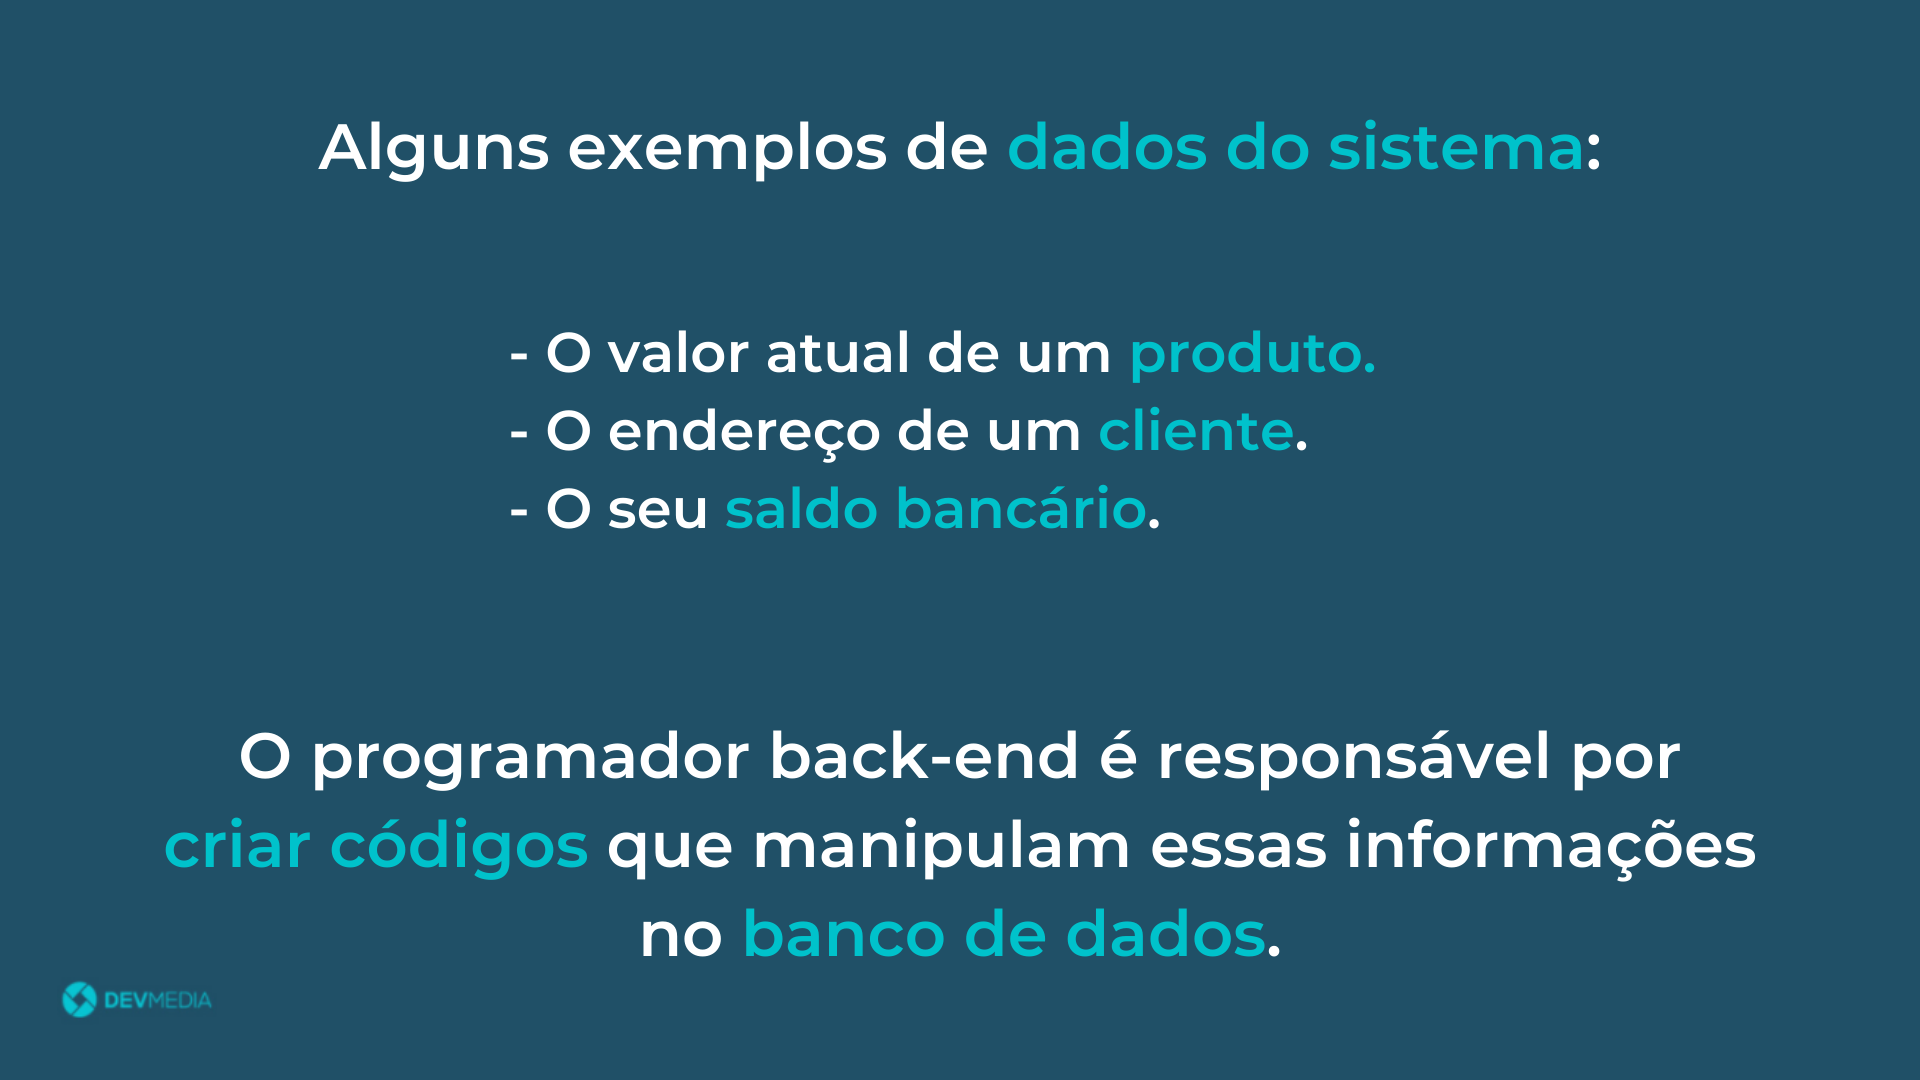 Alguns exemplos de dados do sistema:
- O valor atual de um produto.
- O endereço de um cliente.
- O seu saldo bancário.
O programador back-end é responsável por
criar códigos que manipulam essas informações
no banco de dados.
DEVMEDIA